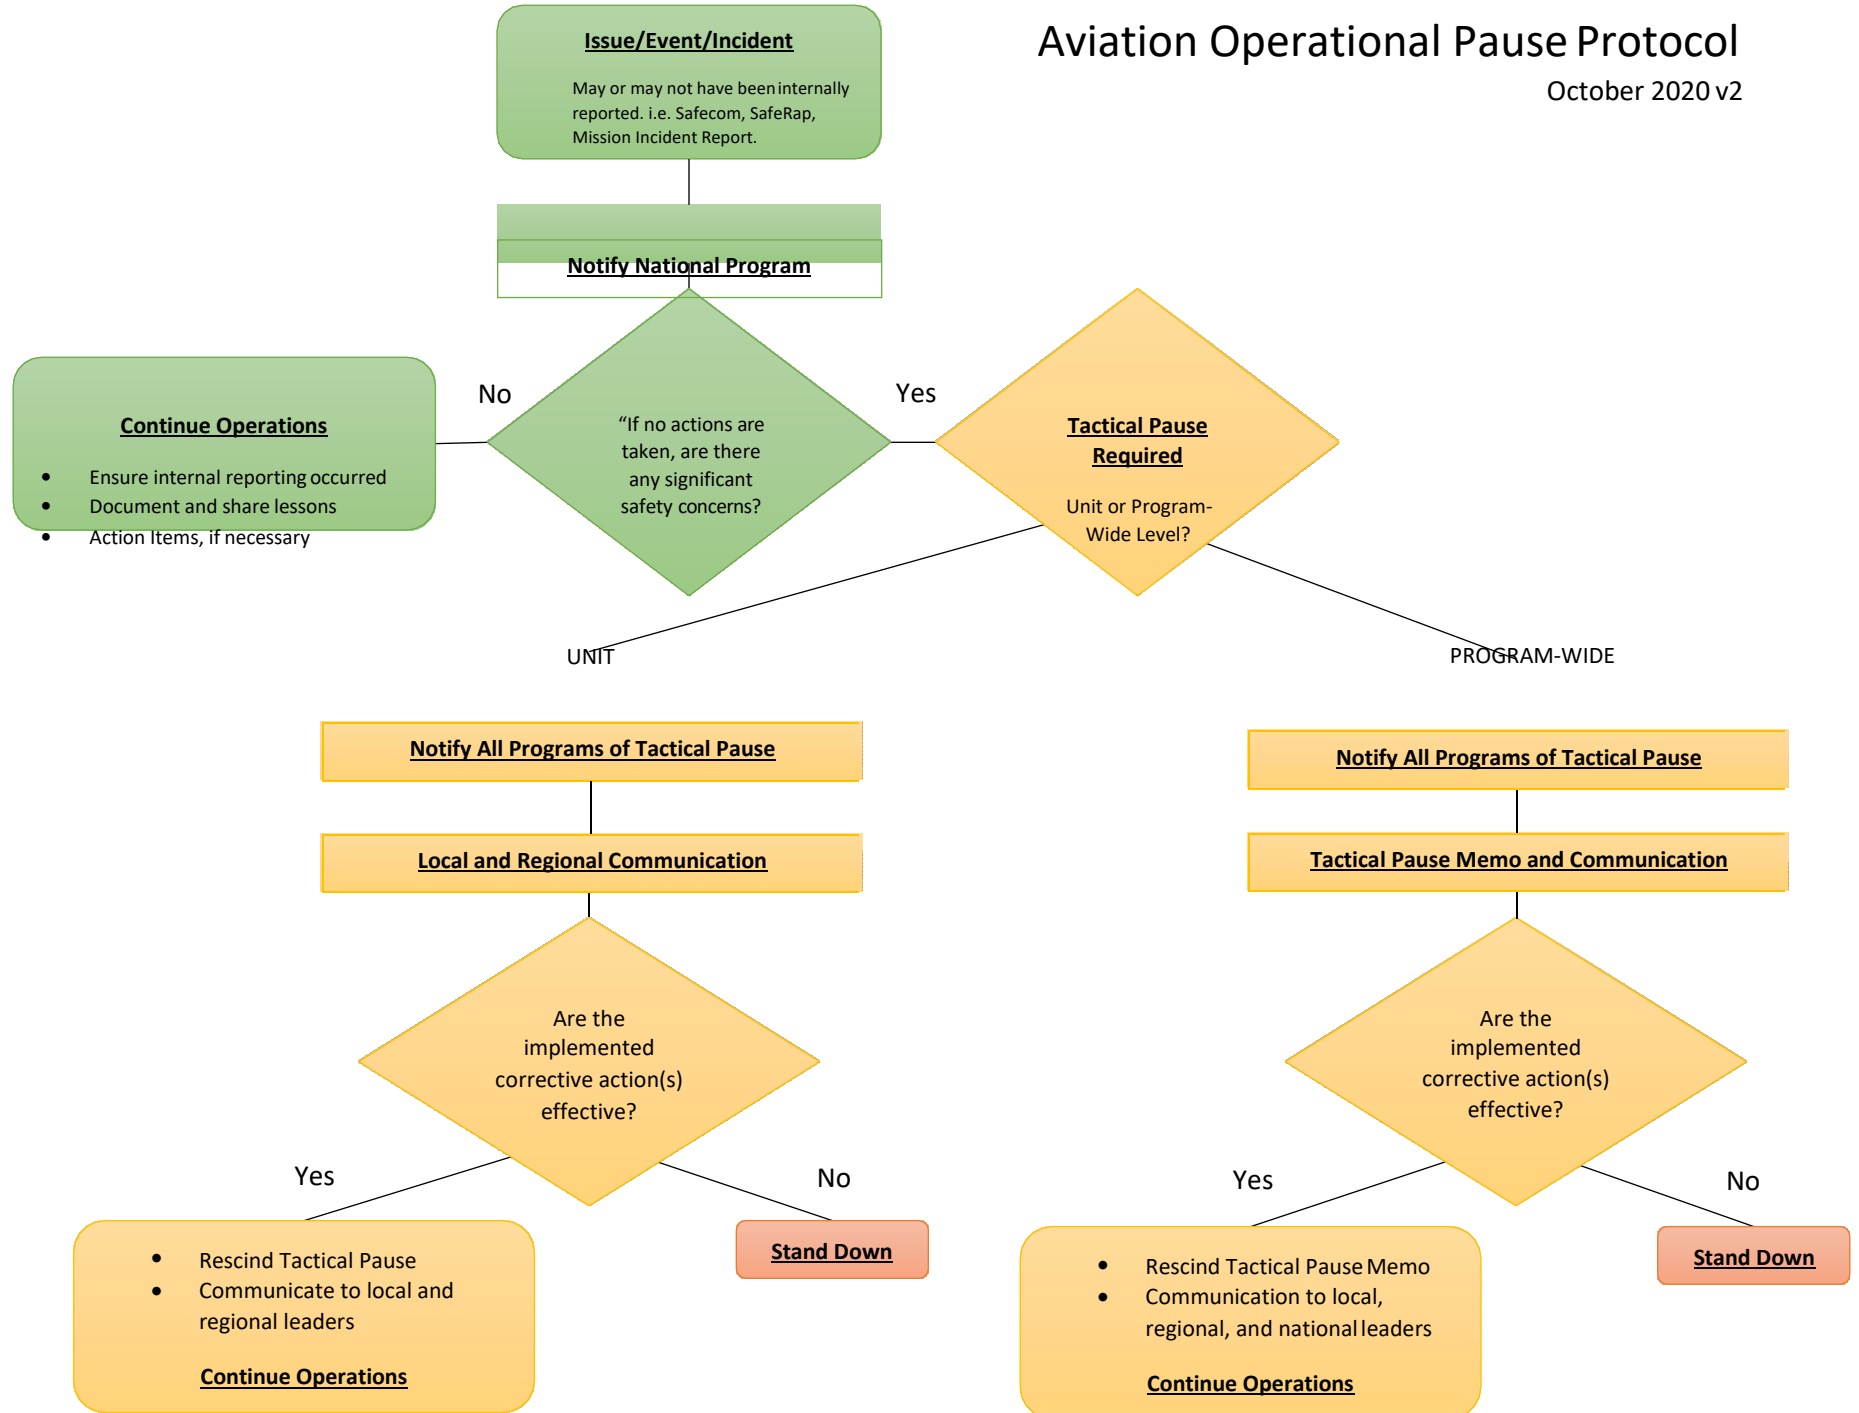 Aviation Operational Pause Protocol
October 2020 v2
Issue/Event/Incident
May or may not have been internally
reported. i.e. Safecom, SafeRap,
Mission Incident Report.
Notify National Program
No
Yes
Continue Operations
• Ensure internal reporting occurred
• Document and share lessons
• Action Items, if necessary
“If no actions are
taken, are there
any significant
safety concerns?
Tactical Pause
Required
Unit or Program-
Wide Level?
UNIT
PROGRAM-WIDE
Notify All Programs of Tactical Pause
Local and Regional Communication
Are the
implemented
corrective action(s)
effective?
Yes
No
• Rescind Tactical Pause
• Communicate to local and
regional leaders
Continue Operations
Stand Down
Notify All Programs of Tactical Pause
Tactical Pause Memo and Communication
Are the
implemented
corrective action(s)
effective?
Yes
No
• Rescind Tactical Pause Memo
• Communication to local,
regional, and national leaders
Continue Operations
Stand Down